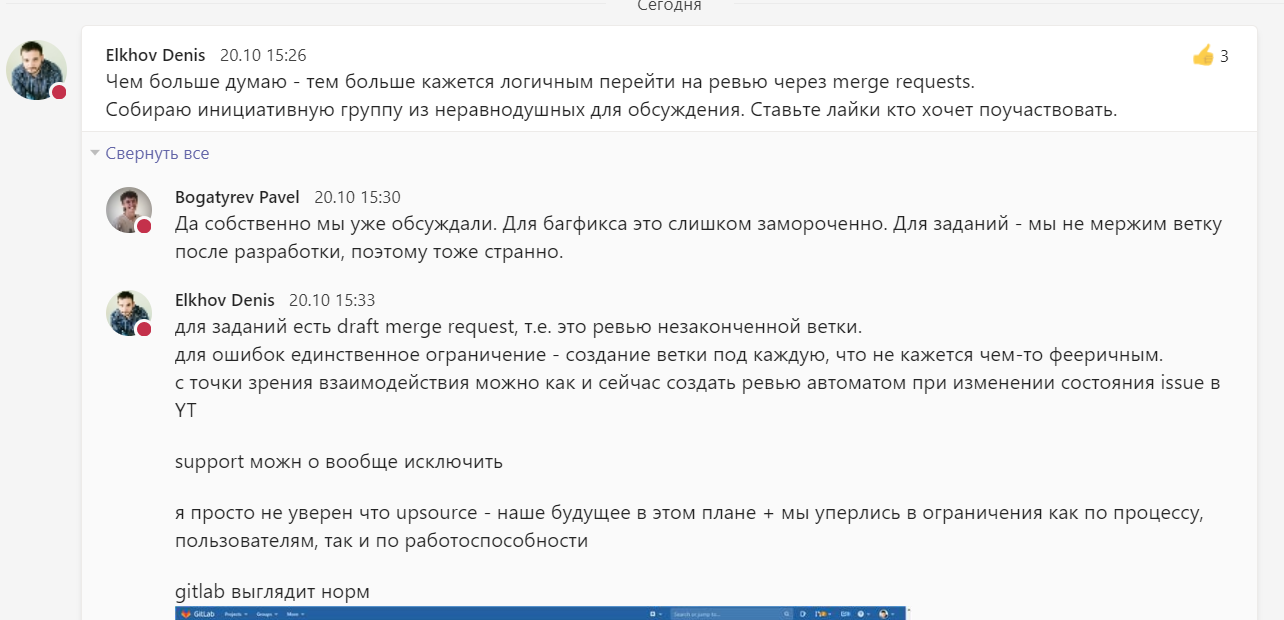 Сегодня
Elkhov Denis 20.10 15:26
👍 3
Чем больше думаю - тем больше кажется логичным перейти на ревью через merge requests.
Собираю инициативную группу из неравнодушных для обсуждения. Ставьте лайки кто хочет поучаствовать.
Свернуть все
Bogatyrev Pavel 20.10 15:30
Да собственно мы уже обсуждали. Для багфикса это слишком замороченно. Для заданий - мы не мержим ветку
после разработки, поэтому тоже странно.
Elkhov Denis 20.10 15:33
для заданий есть draft merge request, т.е. это ревью незаконченной ветки.
для ошибок единственное ограничение - создание ветки под каждую, что не кажется чем-то фееричным.
с точки зрения взаимодействия можно как и сейчас создать ревью автоматом при изменении состояния issue в
YT
support можн о вообще исключить
я просто не уверен что upsource - наше будущее в этом плане + мы уперлись в ограничения как по процессу,
пользователям, так и по работоспособности
gitlab выглядит норм
GitLab Projects Groups More Search or jump to...